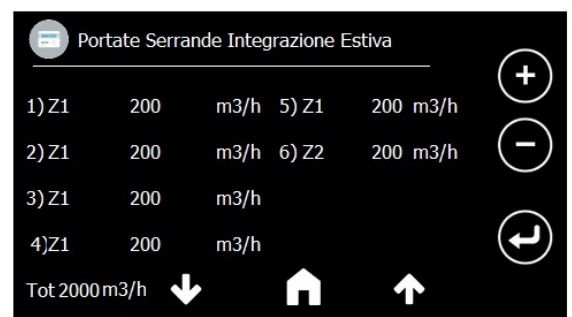 Portate Serrande Integrazione Estiva
1) Z1 200 m3/h 5) Z1 200 m3/h
2) Z1 200 m3/h 6) Z2 200 m3/h
3) Z1 200 m3/h
4)Z1 200 m3/h
Tot 2000 m3/h